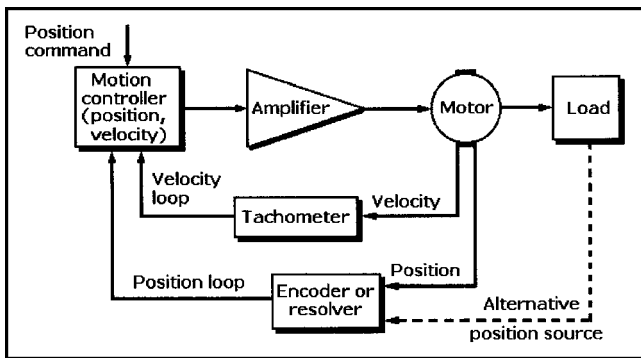 Position
command
Motion
controller
(position,
velocity)
Amplifier
Motor
Load
Velocity
loop
Tachometer
Velocity
Position loop
Encoder or
resolver
Position
Alternative
position source